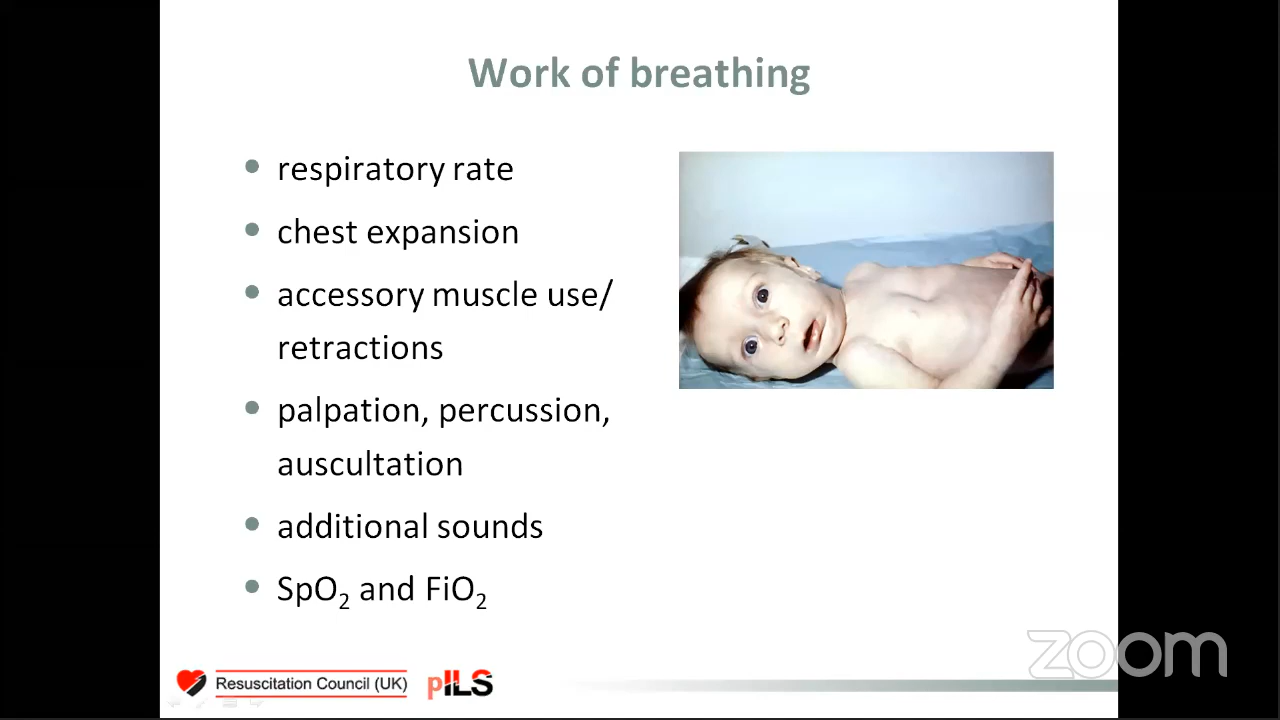 Work of breathing
respiratory rate
chest expansion
accessory muscle use/
retractions
palpation, percussion,
auscultation
additional sounds
SpO₂ and FiO₂
Resuscitation Council (UK)
pILS
zoom